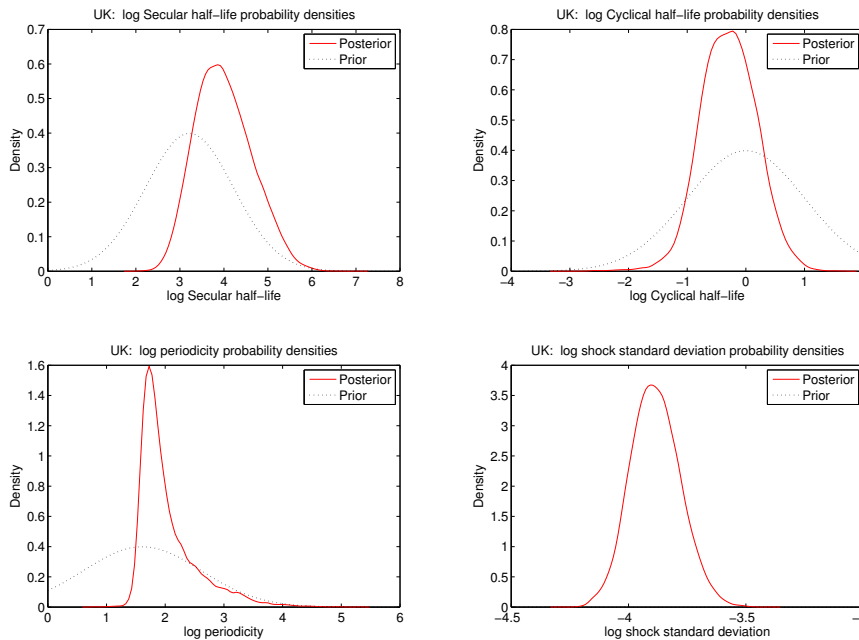 UK: log Secular half−life probability densities
0.7
0.6
0.5
0.4
0.3
0.2
0.1
0
Density
Posterior
Prior
0 1 2 3 4 5 6 7 8
log Secular half−life
UK: log Cyclical half−life probability densities
0.8
0.7
0.6
0.5
0.4
0.3
0.2
0.1
0
Density
Posterior
Prior
−4 −3 −2 −1 0 1
log Cyclical half−life
UK: log periodicity probability densities
1.6
1.4
1.2
1
0.8
0.6
0.4
0.2
0
Density
Posterior
Prior
0 1 2 3 4 5 6
log periodicity
UK: log shock standard deviation probability densities
4
3.5
3
2.5
2
1.5
1
0.5
0
Density
Posterior
Prior
−4.5 −4 −3.5
log shock standard deviation